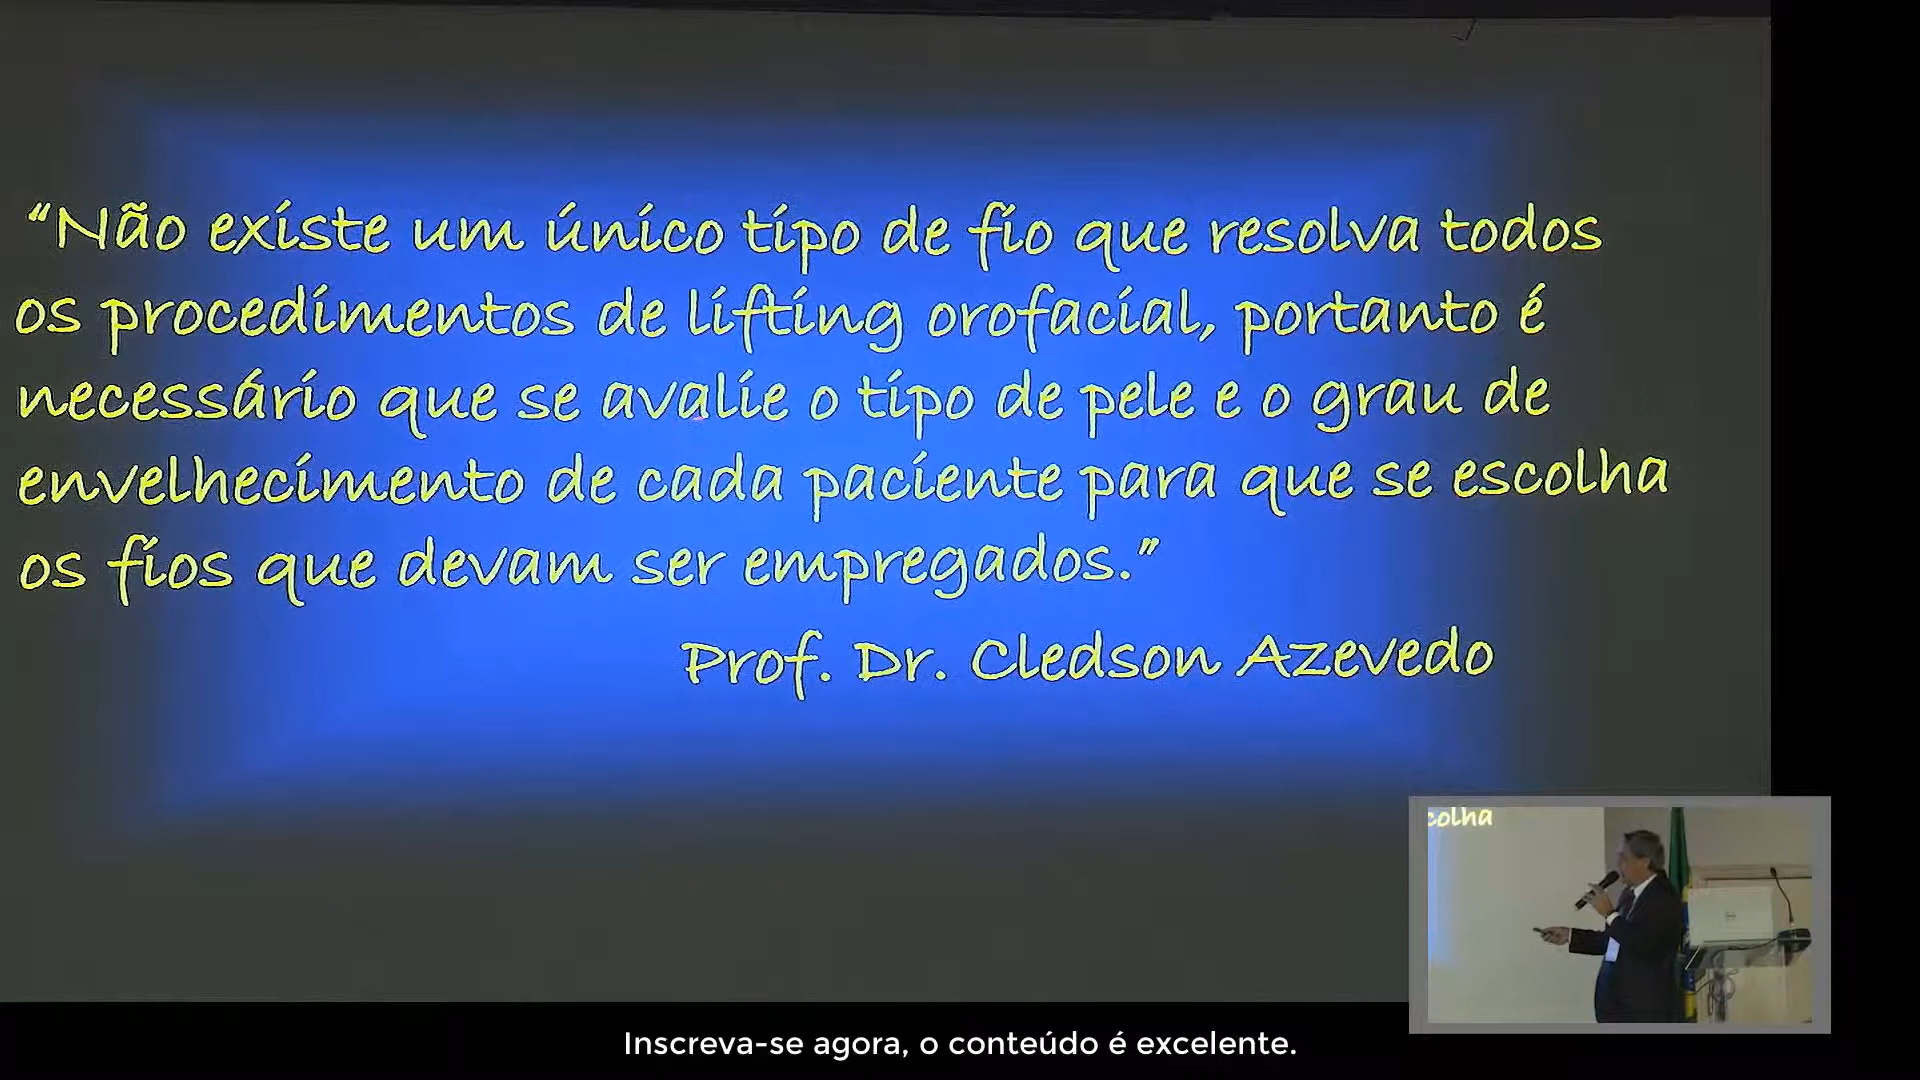 “Não existe um único tipo de fio que resolva todos
os procedimentos de lifting orofacial, portanto é
necessário que se avalie o tipo de pele e o grau de
envelhecimento de cada paciente para que se escolha
os fios que devam ser empregados.”
Prof. Dr. Cledson Azevedo
colha
Inscreva-se agora, o conteúdo é excelente.